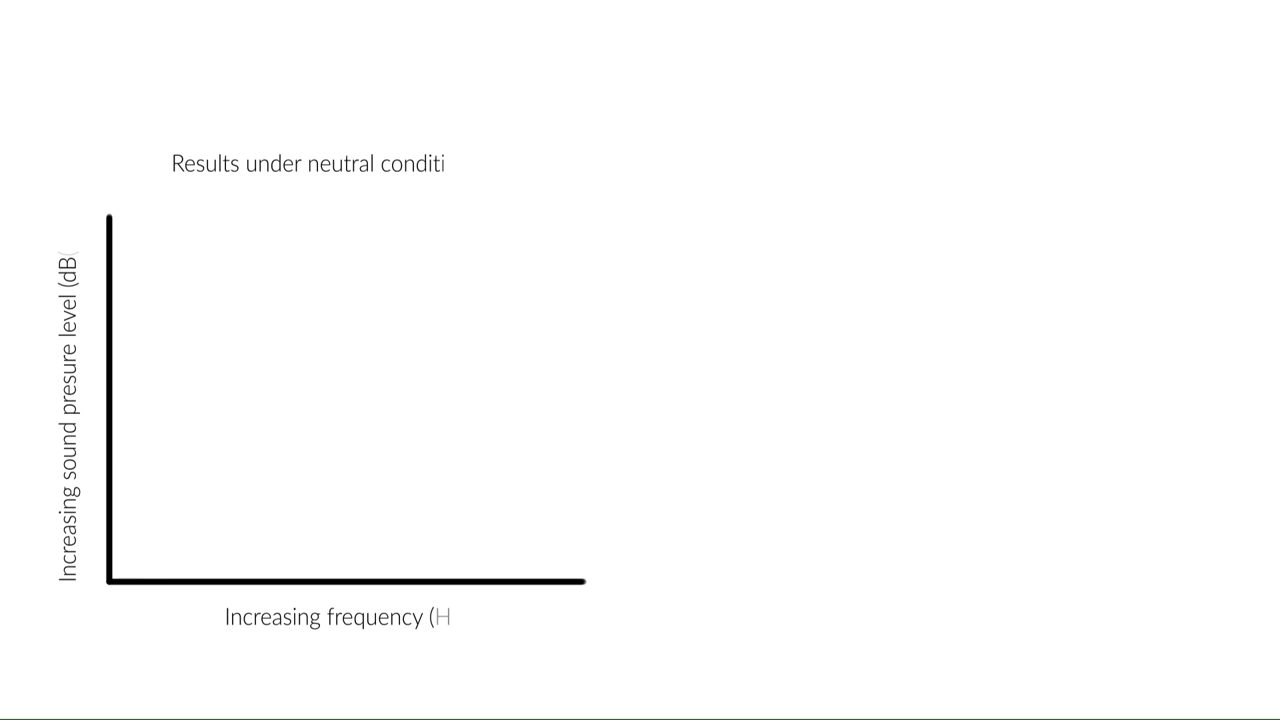 Results under neutral conditi
Increasing sound presure level (dB(
Increasing frequency (H